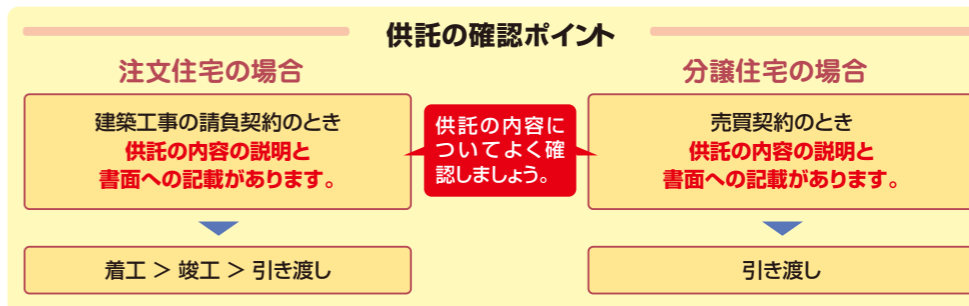 供託の確認ポイント
注文住宅の場合
建築工事の請負契約のとき
供託の内容の説明と
書面への記載があります。
着工 > 竣工 > 引き渡し
供託の内容に
ついてよく確
認しましょう。
分譲住宅の場合
売買契約のとき
供託の内容の説明と
書面への記載があります。
引き渡し